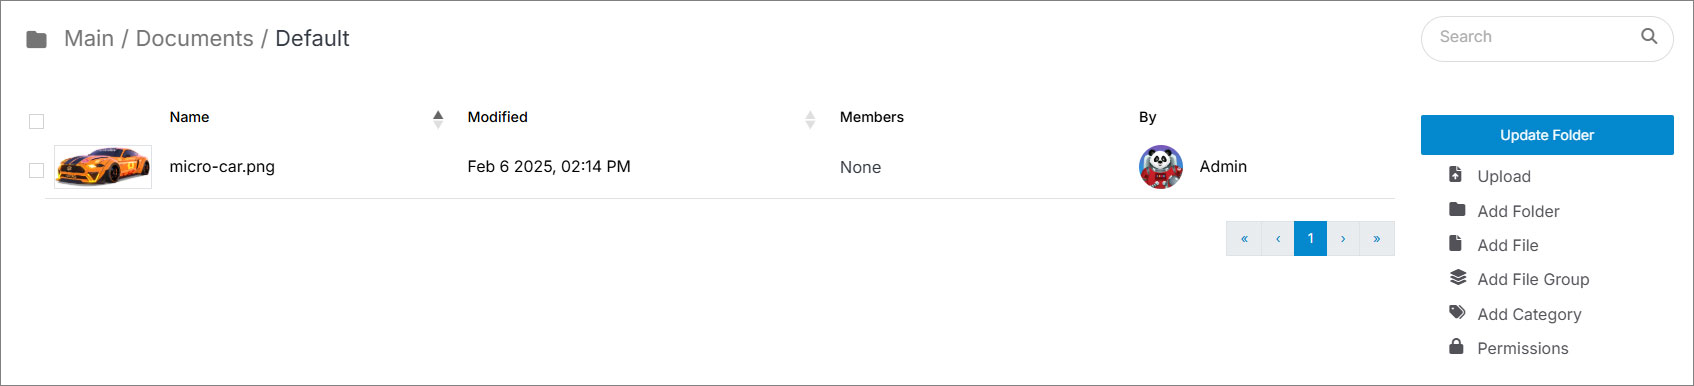 Main / Documents / Default
Search
Name Modified Members By
micro-car.png Feb 6 2025, 02:14 PM None Admin
« ‹ 1 › »
Update Folder
Upload
Add Folder
Add File
Add File Group
Add Category
Permissions